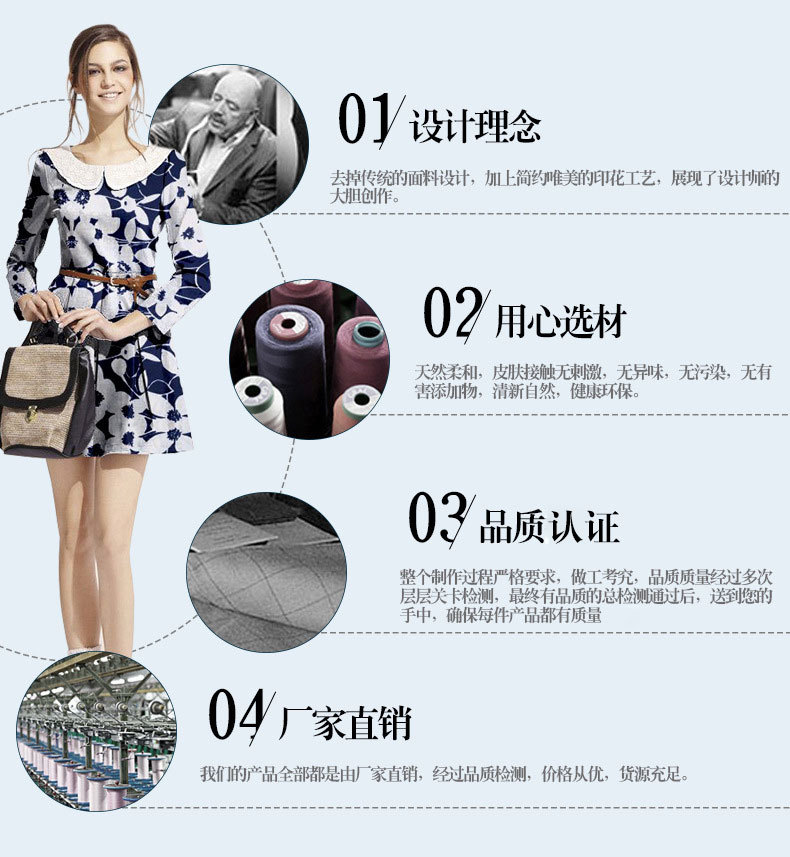 01/设计理念
去掉传统的面料设计，加上简约唯美的印花工艺，展现了设计师的
大胆创作。
02/用心选材
天然柔和，皮肤接触无刺激，无异味，无污染，无有
害添加物，清新自然，健康环保。
03/品质认证
整个制作过程严格要求，做工考究，品质质量经过多次
层层关卡检测，最终有品质的总检测通过后，送到您的
手中，确保每件产品都有质量
04/厂家直销
我们的产品全部都是由厂家直销，经过品质检测，价格从优，货源充足。